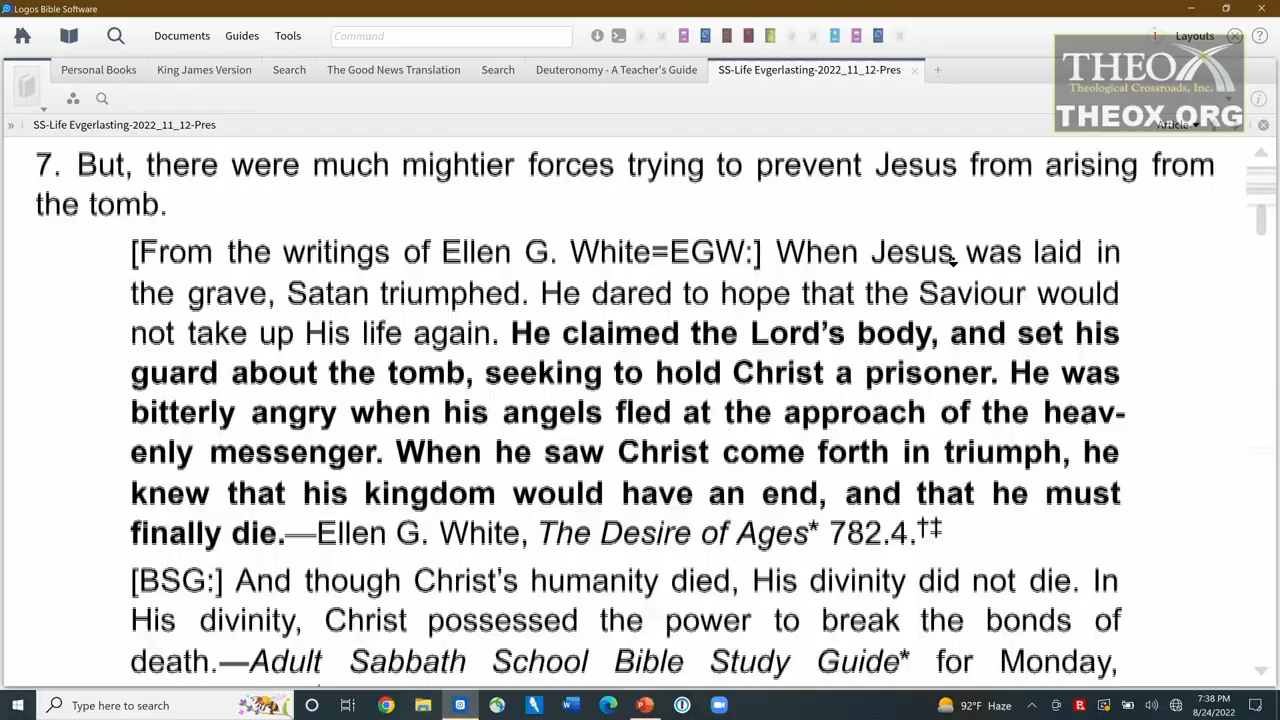 Logos Bible Software
Documents Guides Tools Command Layouts
Personal Books King James Version Search The Good News Version Search Deuteronomy - A Teacher's Guide SS-Life Evgerlasting-2022_11_12-Pres
THEOX
Theological Crossroads, Inc.
THEOX.ORG
SS-Life Evgerlasting-2022_11_12-Pres Article
7. But, there were much mightier forces trying to prevent Jesus from arising from
the tomb.
[From the writings of Ellen G. White=EGW:] When Jesus was laid in
the grave, Satan triumphed. He dared to hope that the Saviour would
not take up His life again. He claimed the Lord's body, and set his
guard about the tomb, seeking to hold Christ a prisoner. He was
bitterly angry when his angels fled at the approach of the heav-
enly messenger. When he saw Christ come forth in triumph, he
knew that his kingdom would have an end, and that he must
finally die.—Ellen G. White, The Desire of Ages* 782.4.†‡
[BSG:] And though Christ's humanity died, His divinity did not die. In
His divinity, Christ possessed the power to break the bonds of
death.—Adult Sabbath School Bible Study Guide* for Monday,
Type here to search
92°F Haze
7:38 PM
8/24/2022